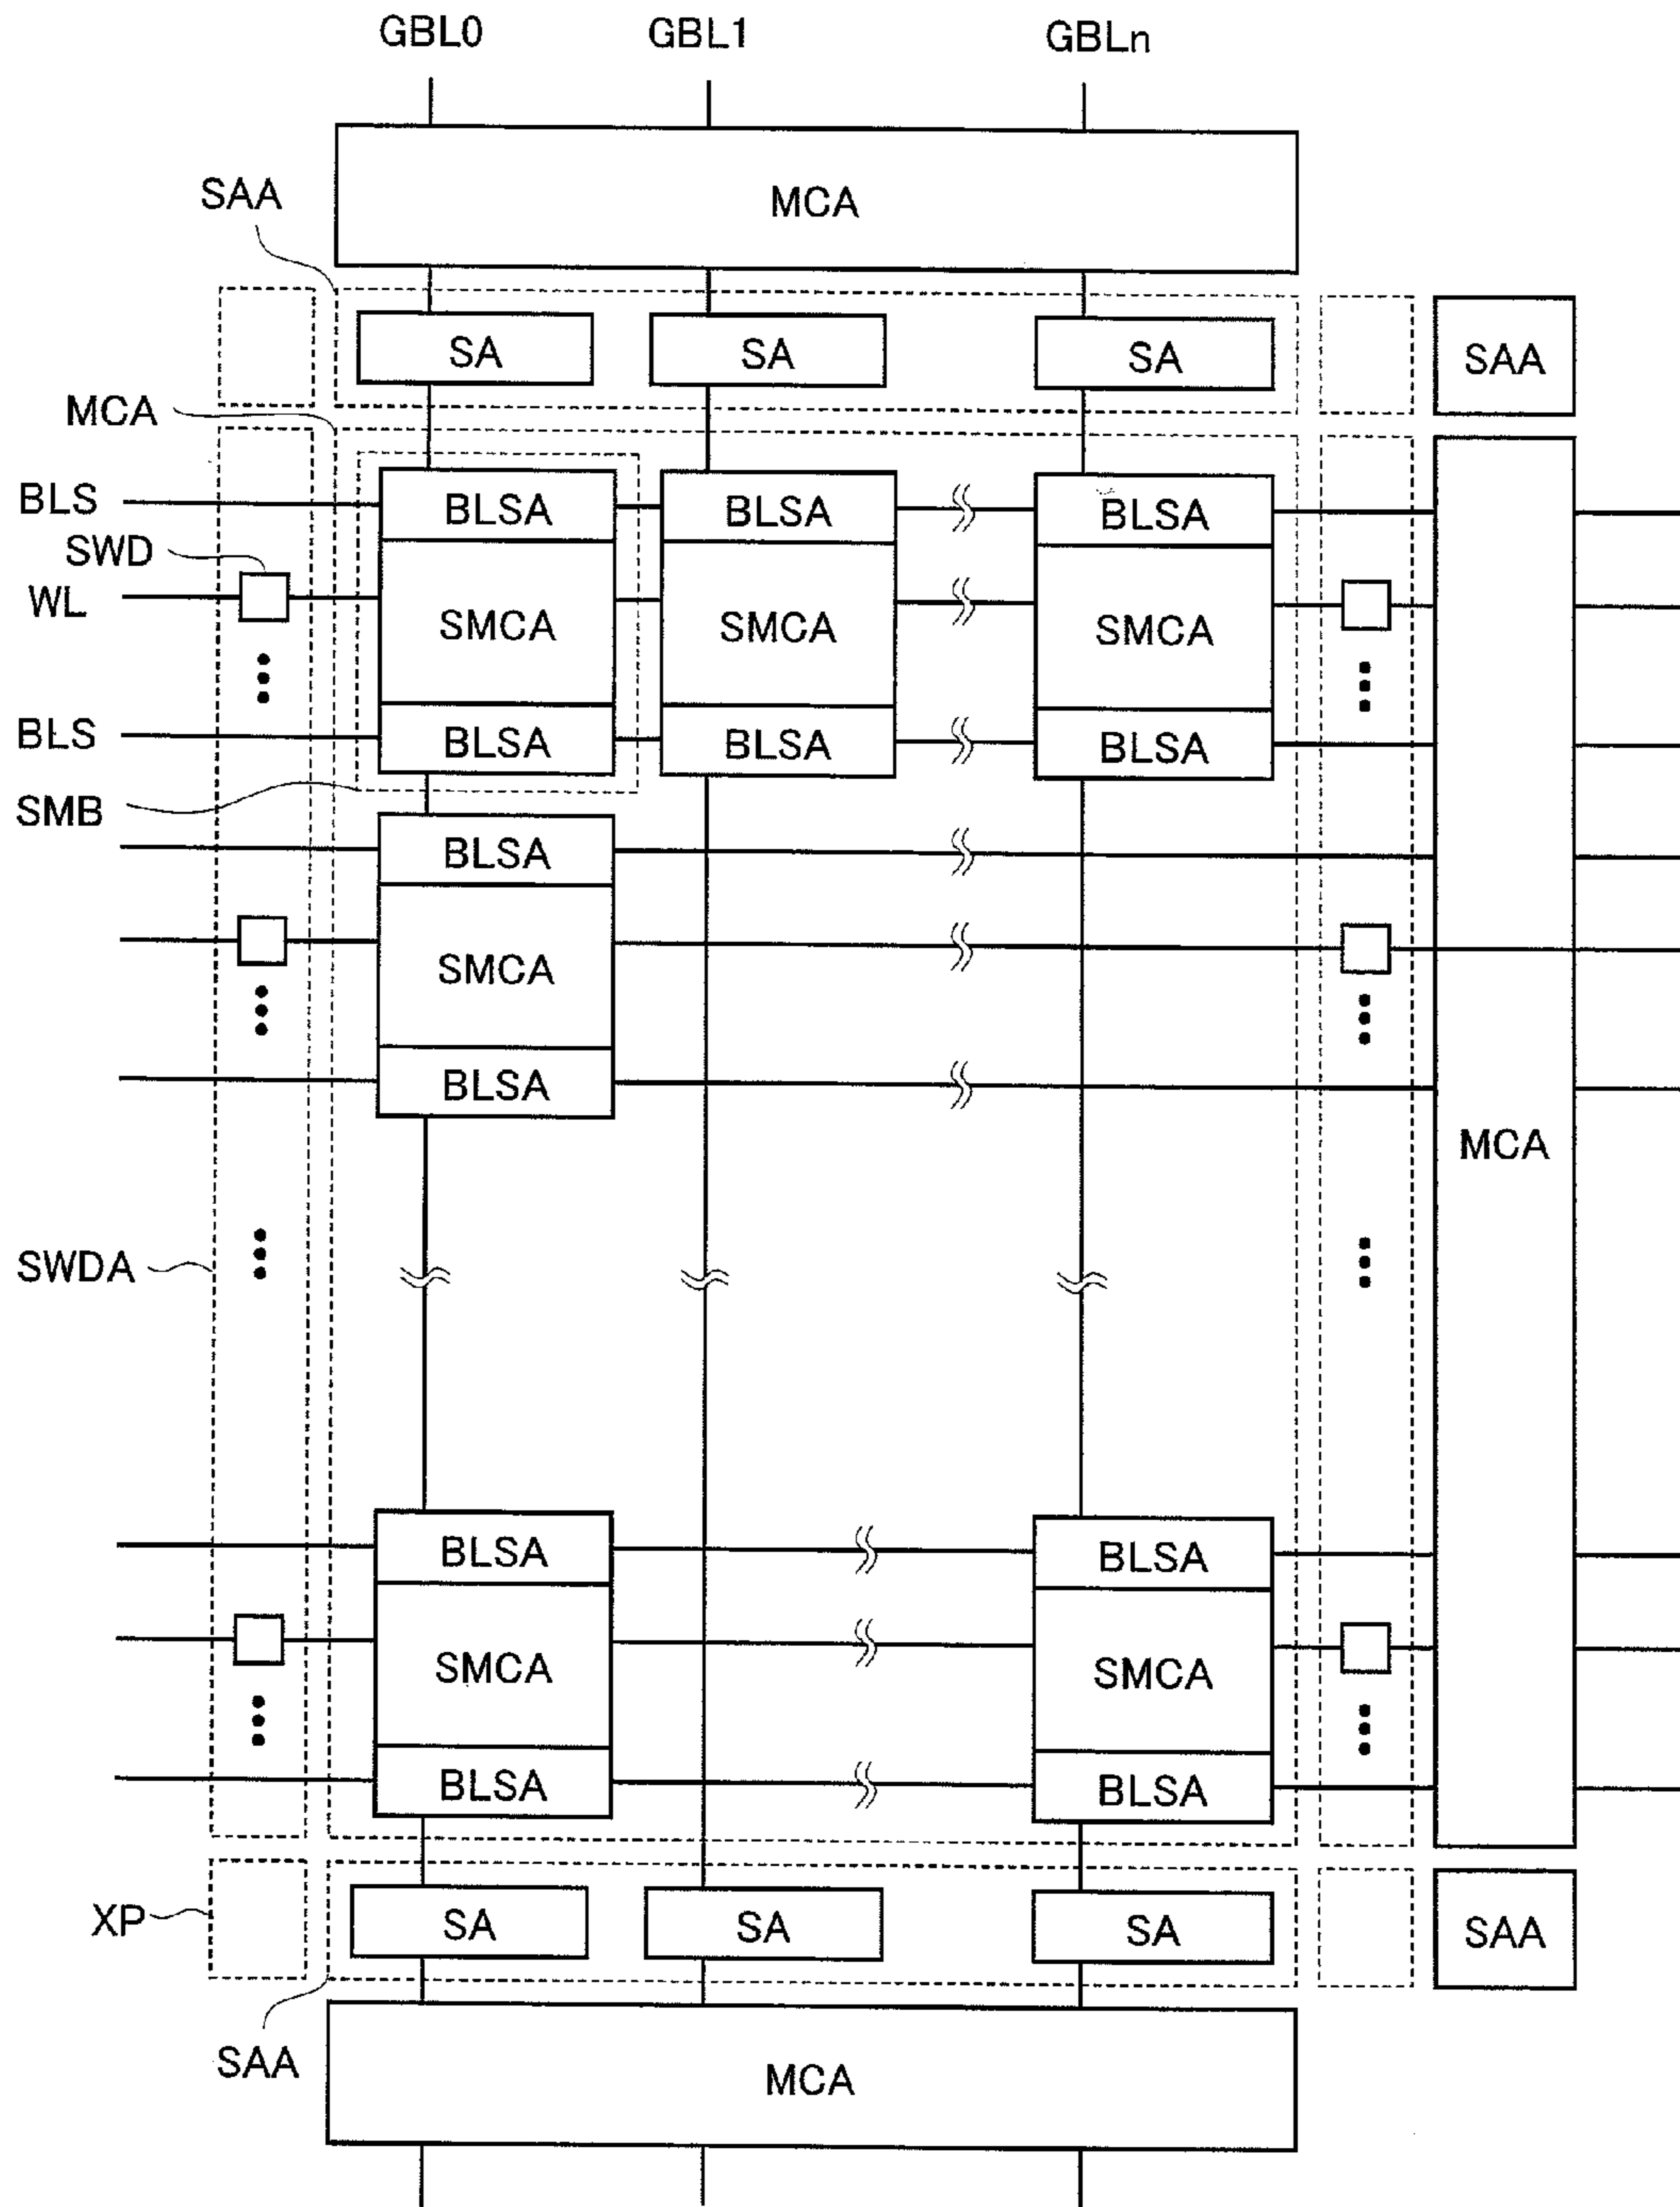 GBL0 GBL1 GBLn
MCA
SAA
SA SA SA SAA
MCA
BLS BLSA BLSA BLSA
SWD
WL SMCA SMCA SMCA
BLS BLSA BLSA BLSA
SMB
BLSA
SMCA
BLSA
MCA
SWDA
BLSA BLSA
SMCA SMCA
BLSA BLSA
XP SA SA SA SAA
SAA
MCA